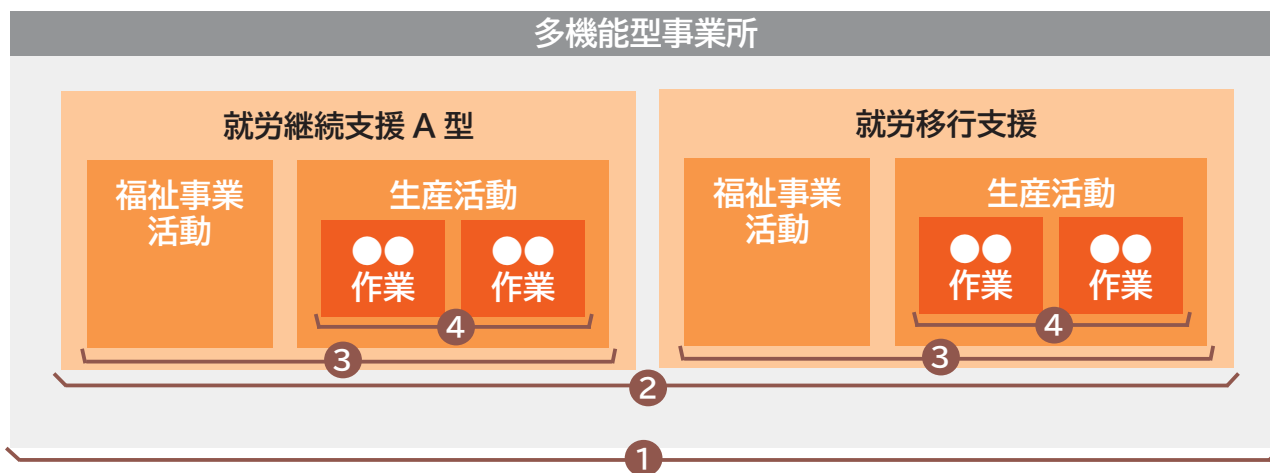 多機能型事業所
就労継続支援 A 型
福祉事業
活動
生産活動
●●
作業
●●
作業
4
3
就労移行支援
福祉事業
活動
生産活動
●●
作業
●●
作業
4
3
2
1